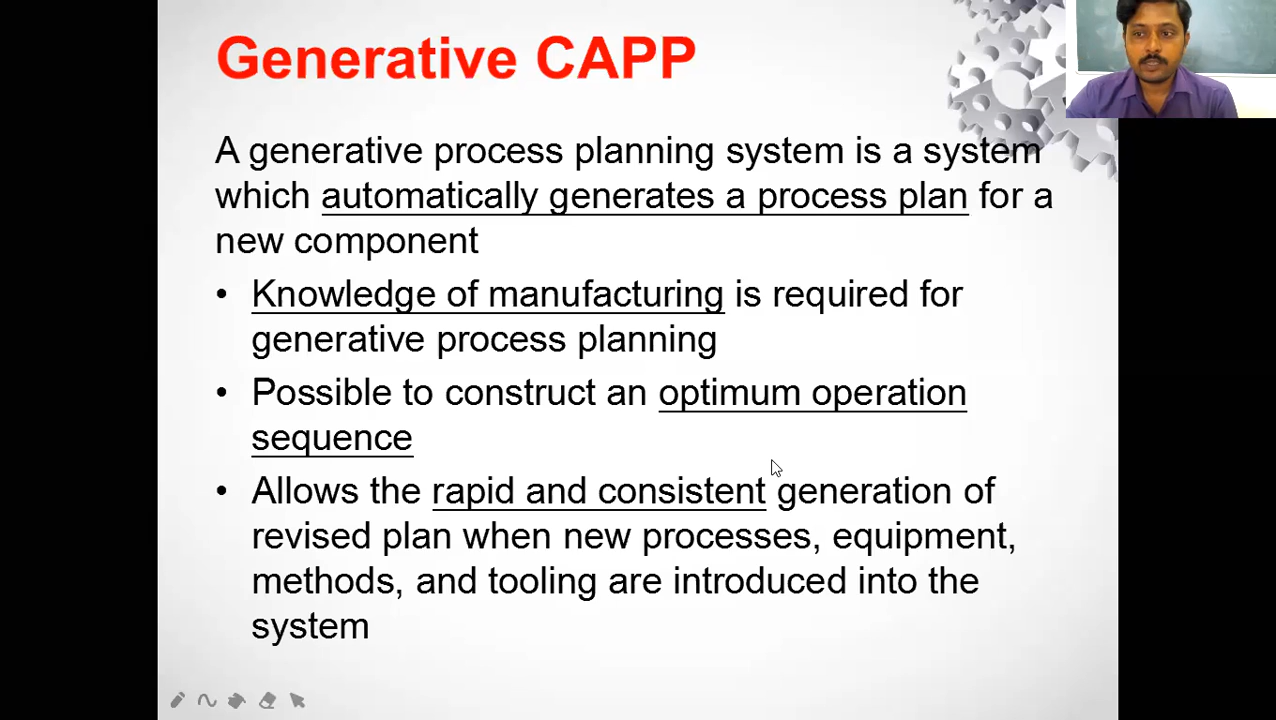 Generative CAPP
A generative process planning system is a system
which automatically generates a process plan for a
new component
• Knowledge of manufacturing is required for
generative process planning
• Possible to construct an optimum operation
sequence
• Allows the rapid and consistent generation of
revised plan when new processes, equipment,
methods, and tooling are introduced into the
system